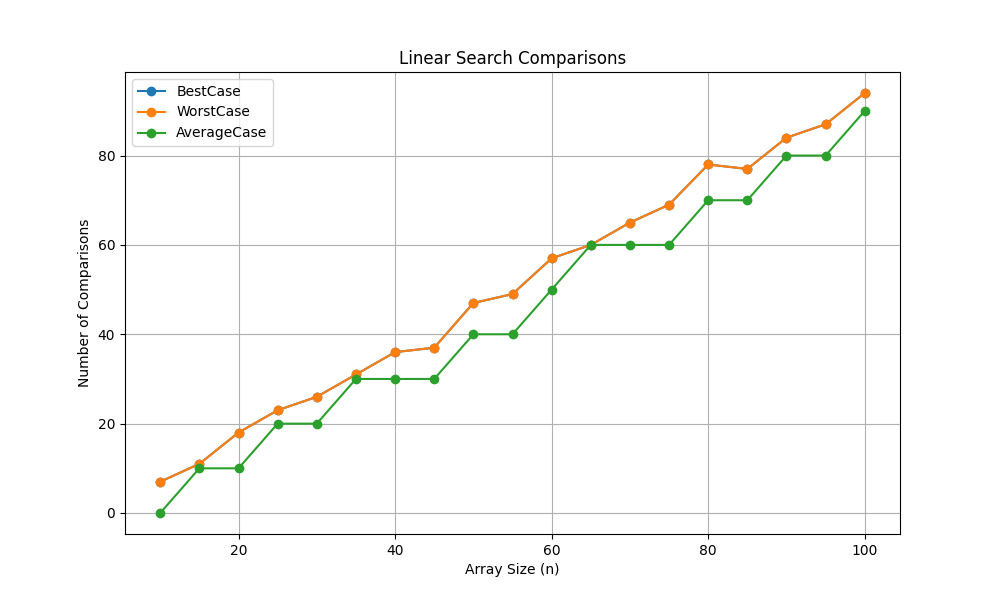 Linear Search Comparisons
BestCase
WorstCase
AverageCase
80
60
40
20
0
Number of Comparisons
20 40 60 80 100
Array Size (n)